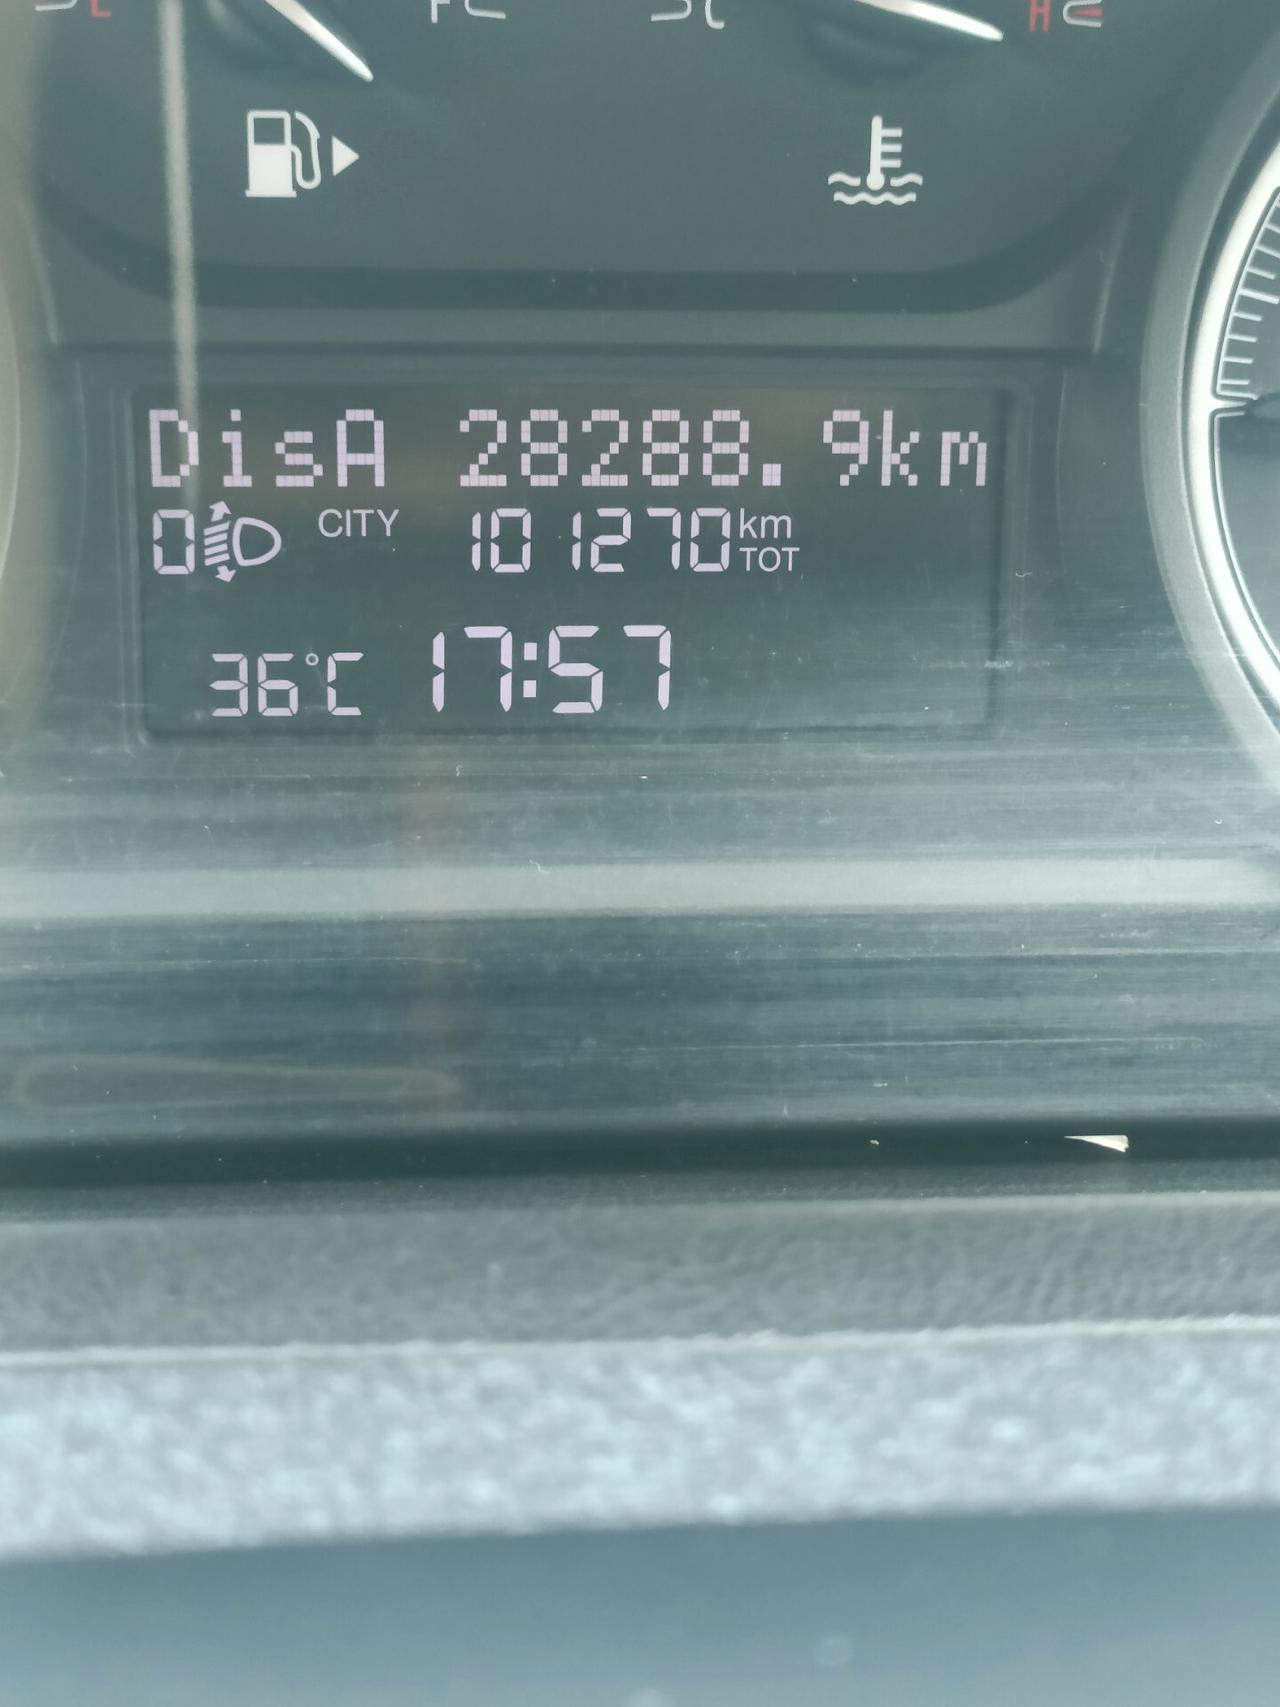 E F C H
DisA 28288.9km
0 CITY 101270 km TOT
36°C 17:57